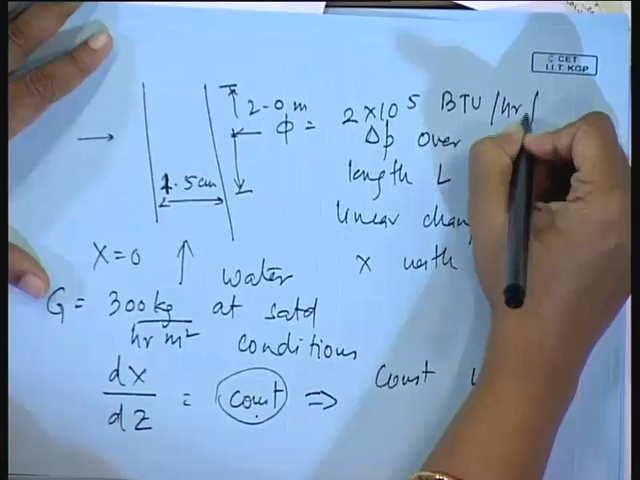 C CET
I.I.T. KGP
2.0 m
φ = 2 × 10⁵ BTU / hr /
Δp over
1.5 cm
length L
linear chan
X = 0
x with
water
G = 300 kg / hr m² at satd
conditions
dx / dz = const ⇒ Const